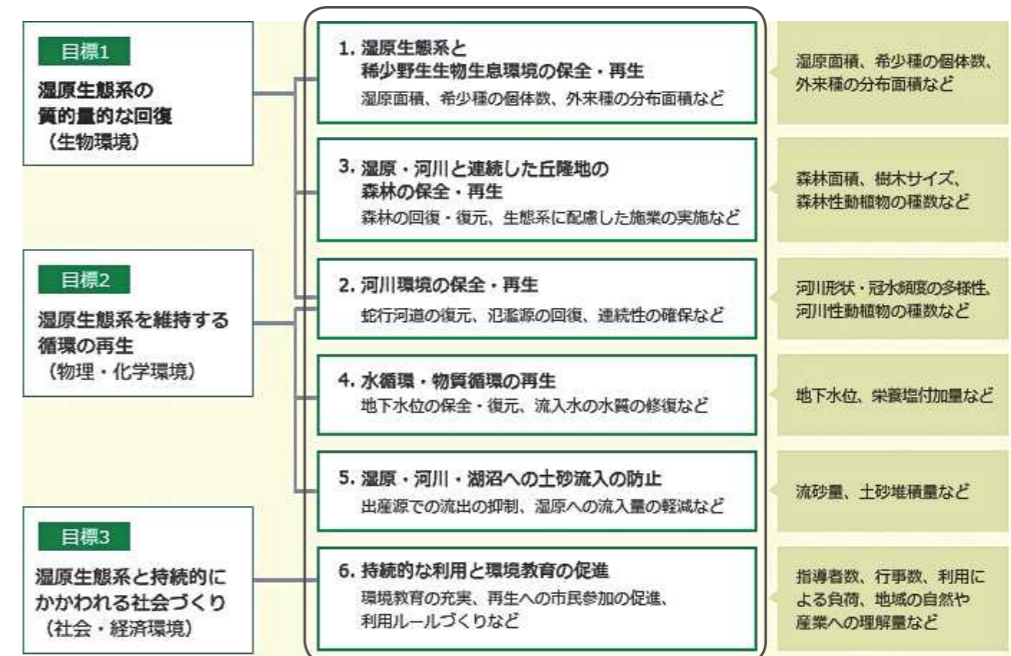 目標1
湿原生態系の
質的量的な回復
(生物環境)
目標2
湿原生態系を維持する
循環の再生
(物理・化学環境)
目標3
湿原生態系と持続的に
かかわれる社会づくり
(社会・経済環境)
1. 湿原生態系と
稀少野生生物生息環境の保全・再生
湿原面積、希少種の個体数、外来種の分布面積など
3. 湿原・河川と連続した丘陵地の
森林の保全・再生
森林の回復・復元、生態系に配慮した施業の実施など
2. 河川環境の保全・再生
蛇行河道の復元、氾濫源の回復、連続性の確保など
4. 水循環・物質循環の再生
地下水位の保全・復元、流入水の水質の修復など
5. 湿原・河川・湖沼への土砂流入の防止
出産源での流出の抑制、湿原への流入量の軽減など
6. 持続的な利用と環境教育の促進
環境教育の充実、再生への市民参加の促進、
利用ルールづくりなど
湿原面積、希少種の個体数、
外来種の分布面積など
森林面積、樹木サイズ、
森林性動植物の種数など
河川形状・冠水頻度の多様性、
河川性動植物の種数など
地下水位、栄養塩付加量など
流砂量、土砂堆積量など
指導者数、行事数、利用に
よる負荷、地域の自然や
産業への理解量など